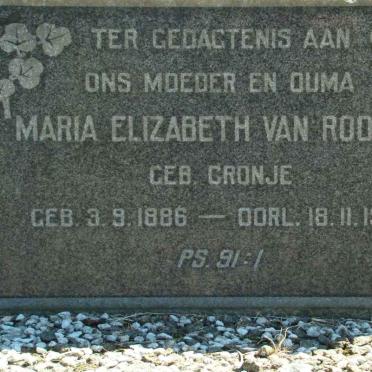 TER GEDAGTENIS AAN
ONS MOEDER EN OUMA
MARIA ELIZABETH VAN ROO
GEB. CRONJE
GEB. 3.9.1886 — OORL. 18.11.1
PS. 91:1